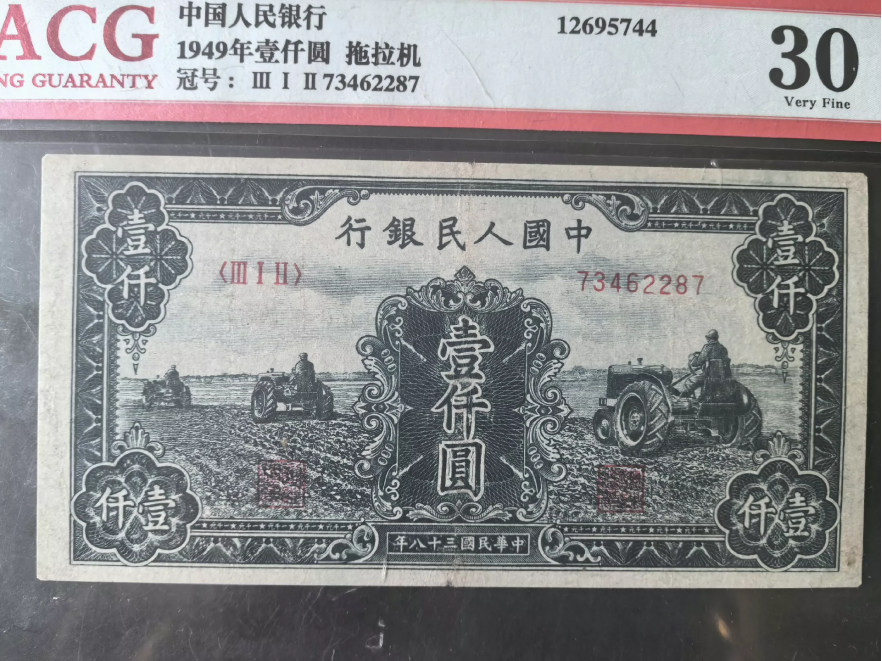 ACG
NG GUARANTY
中国人民银行
1949年壹仟圆 拖拉机
冠号：Ⅲ Ⅰ Ⅱ 73462287
12695744
30
Very Fine
行銀民人國中
壹仟
壹仟
〈Ⅲ Ⅰ Ⅱ〉
73462287
壹仟圓
仟壹
仟壹
年八十三國民華中